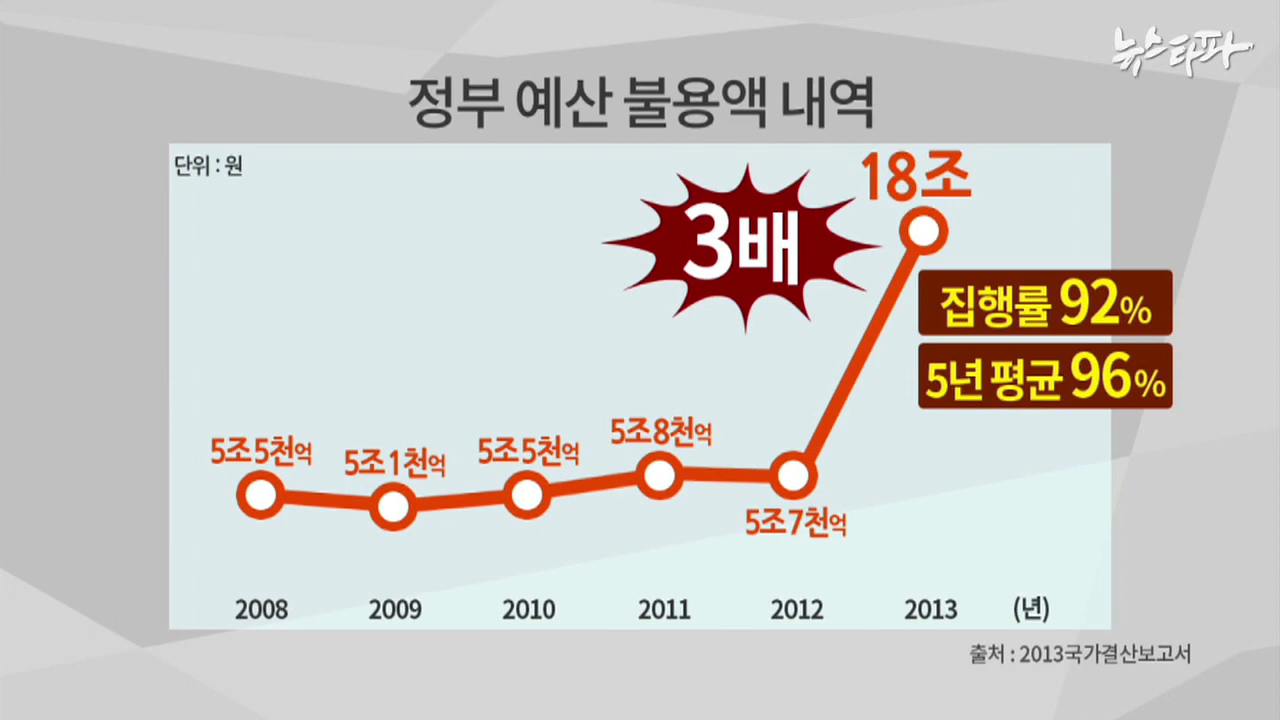 뉴스타파
정부 예산 불용액 내역
단위 : 원
3배
18조
집행률 92%
5년 평균 96%
5조 5천억
5조 1천억
5조 5천억
5조 8천억
5조 7천억
2008 2009 2010 2011 2012 2013 (년)
출처 : 2013국가결산보고서